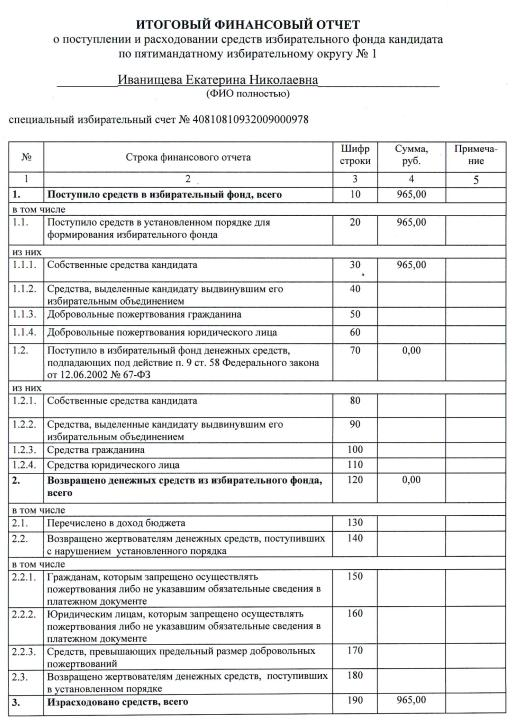 ИТОГОВЫЙ ФИНАНСОВЫЙ ОТЧЕТ
о поступлении и расходовании средств избирательного фонда кандидата
по пятимандатному избирательному округу № 1
Иванищева Екатерина Николаевна
(ФИО полностью)
специальный избирательный счет № 40810810932009000978
№ Строка финансового отчета Шифр строки Сумма, руб. Примеча-ние
1 2 3 4 5
1. Поступило средств в избирательный фонд, всего 10 965,00
в том числе
1.1. Поступило средств в установленном порядке для 20 965,00
формирования избирательного фонда
из них
1.1.1. Собственные средства кандидата 30 965,00
1.1.2. Средства, выделенные кандидату выдвинувшим его 40
избирательным объединением
1.1.3. Добровольные пожертвования гражданина 50
1.1.4. Добровольные пожертвования юридического лица 60
1.2. Поступило в избирательный фонд денежных средств, 70 0,00
подпадающих под действие п. 9 ст. 58 Федерального закона
от 12.06.2002 № 67-ФЗ
из них
1.2.1. Собственные средства кандидата 80
1.2.2. Средства, выделенные кандидату выдвинувшим его 90
избирательным объединением
1.2.3. Средства гражданина 100
1.2.4. Средства юридического лица 110
2. Возвращено денежных средств из избирательного фонда, 120 0,00
всего
в том числе
2.1. Перечислено в доход бюджета 130
2.2. Возвращено жертвователям денежных средств, поступивших 140
с нарушением установленного порядка
в том числе
2.2.1. Гражданам, которым запрещено осуществлять 150
пожертвования либо не указавшим обязательные сведения в
платежном документе
2.2.2. Юридическим лицам, которым запрещено осуществлять 160
пожертвования либо не указавшим обязательные сведения в
платежном документе
2.2.3. Средств, превышающих предельный размер добровольных 170
пожертвований
2.3. Возвращено жертвователям денежных средств, поступивших 180
в установленном порядке
3. Израсходовано средств, всего 190 965,00